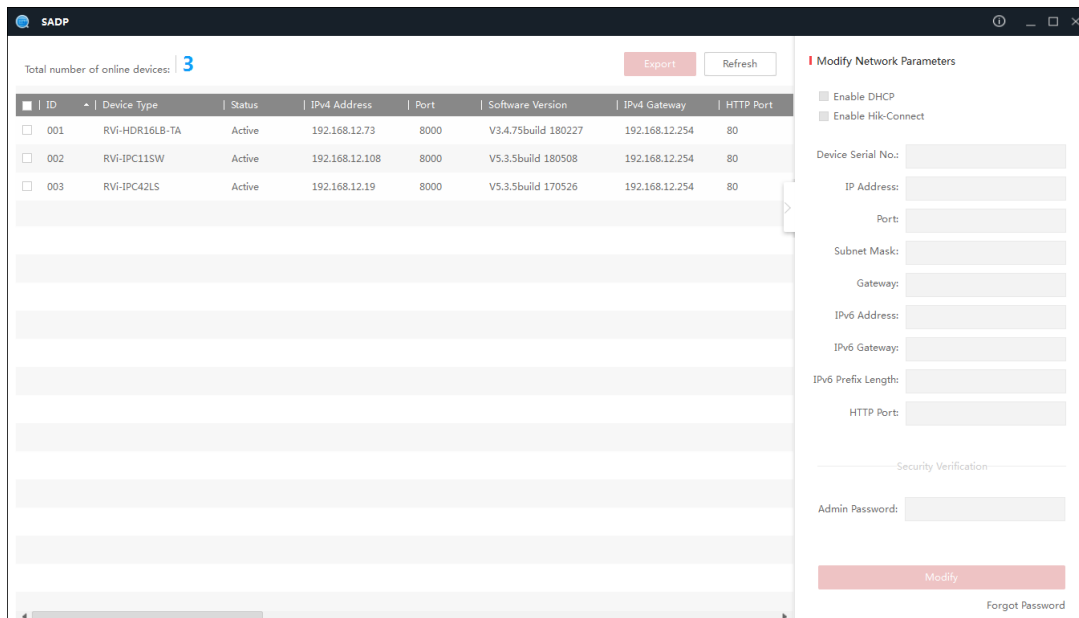 SADP
Total number of online devices: 3
Export
Refresh
ID | Device Type | Status | IPv4 Address | Port | Software Version | IPv4 Gateway | HTTP Port
001 RVi-HDR16LB-TA Active 192.168.12.73 8000 V3.4.75build 180227 192.168.12.254 80
002 RVi-IPC11SW Active 192.168.12.108 8000 V5.3.5build 180508 192.168.12.254 80
003 RVi-IPC42LS Active 192.168.12.19 8000 V5.3.5build 170526 192.168.12.254 80
Modify Network Parameters
Enable DHCP
Enable Hik-Connect
Device Serial No.:
IP Address:
Port:
Subnet Mask:
Gateway:
IPv6 Address:
IPv6 Gateway:
IPv6 Prefix Length:
HTTP Port:
Security Verification
Admin Password:
Modify
Forgot Password